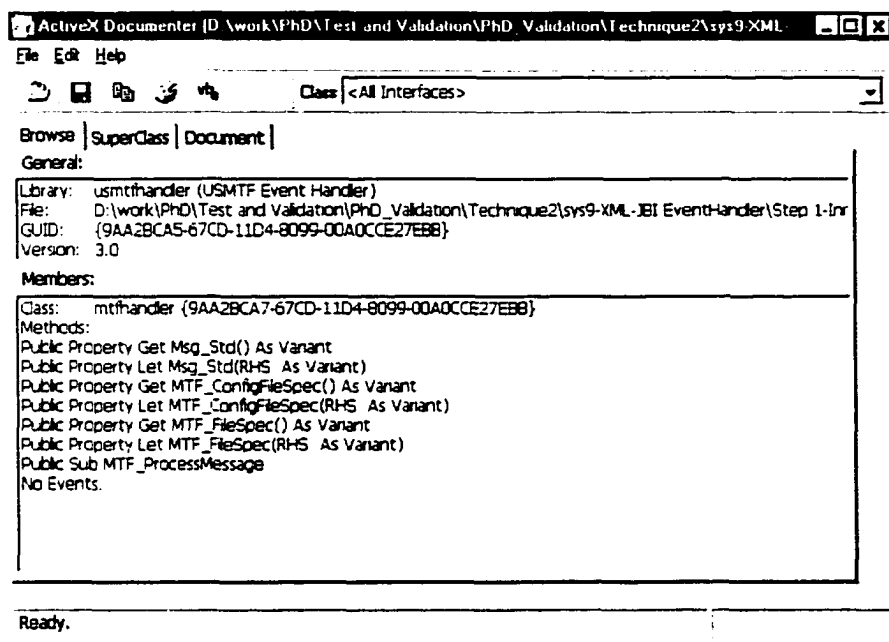 ActiveX Documenter [D:\work\PhD\Test and Validation\PhD_Validation\Technique2\sys9-XML-
File Edit Help
Class <All Interfaces>
Browse SuperClass Document
General:
Library: usmtfhandler (USMTF Event Handler)
File: D:\work\PhD\Test and Validation\PhD_Validation\Technique2\sys9-XML-JBI EventHandler\Step 1-Inr
GUID: {9AA2BCA5-67CD-11D4-8099-00A0CCE27EBB}
Version: 3.0
Members:
Class: mtfhandler {9AA2BCA7-67CD-11D4-8099-00A0CCE27EBB}
Methods:
Public Property Get Msg_Std() As Variant
Public Property Let Msg_Std(RHS As Variant)
Public Property Get MTF_ConfigFileSpec() As Variant
Public Property Let MTF_ConfigFileSpec(RHS As Variant)
Public Property Get MTF_FileSpec() As Variant
Public Property Let MTF_FileSpec(RHS As Variant)
Public Sub MTF_ProcessMessage
No Events.
Ready.